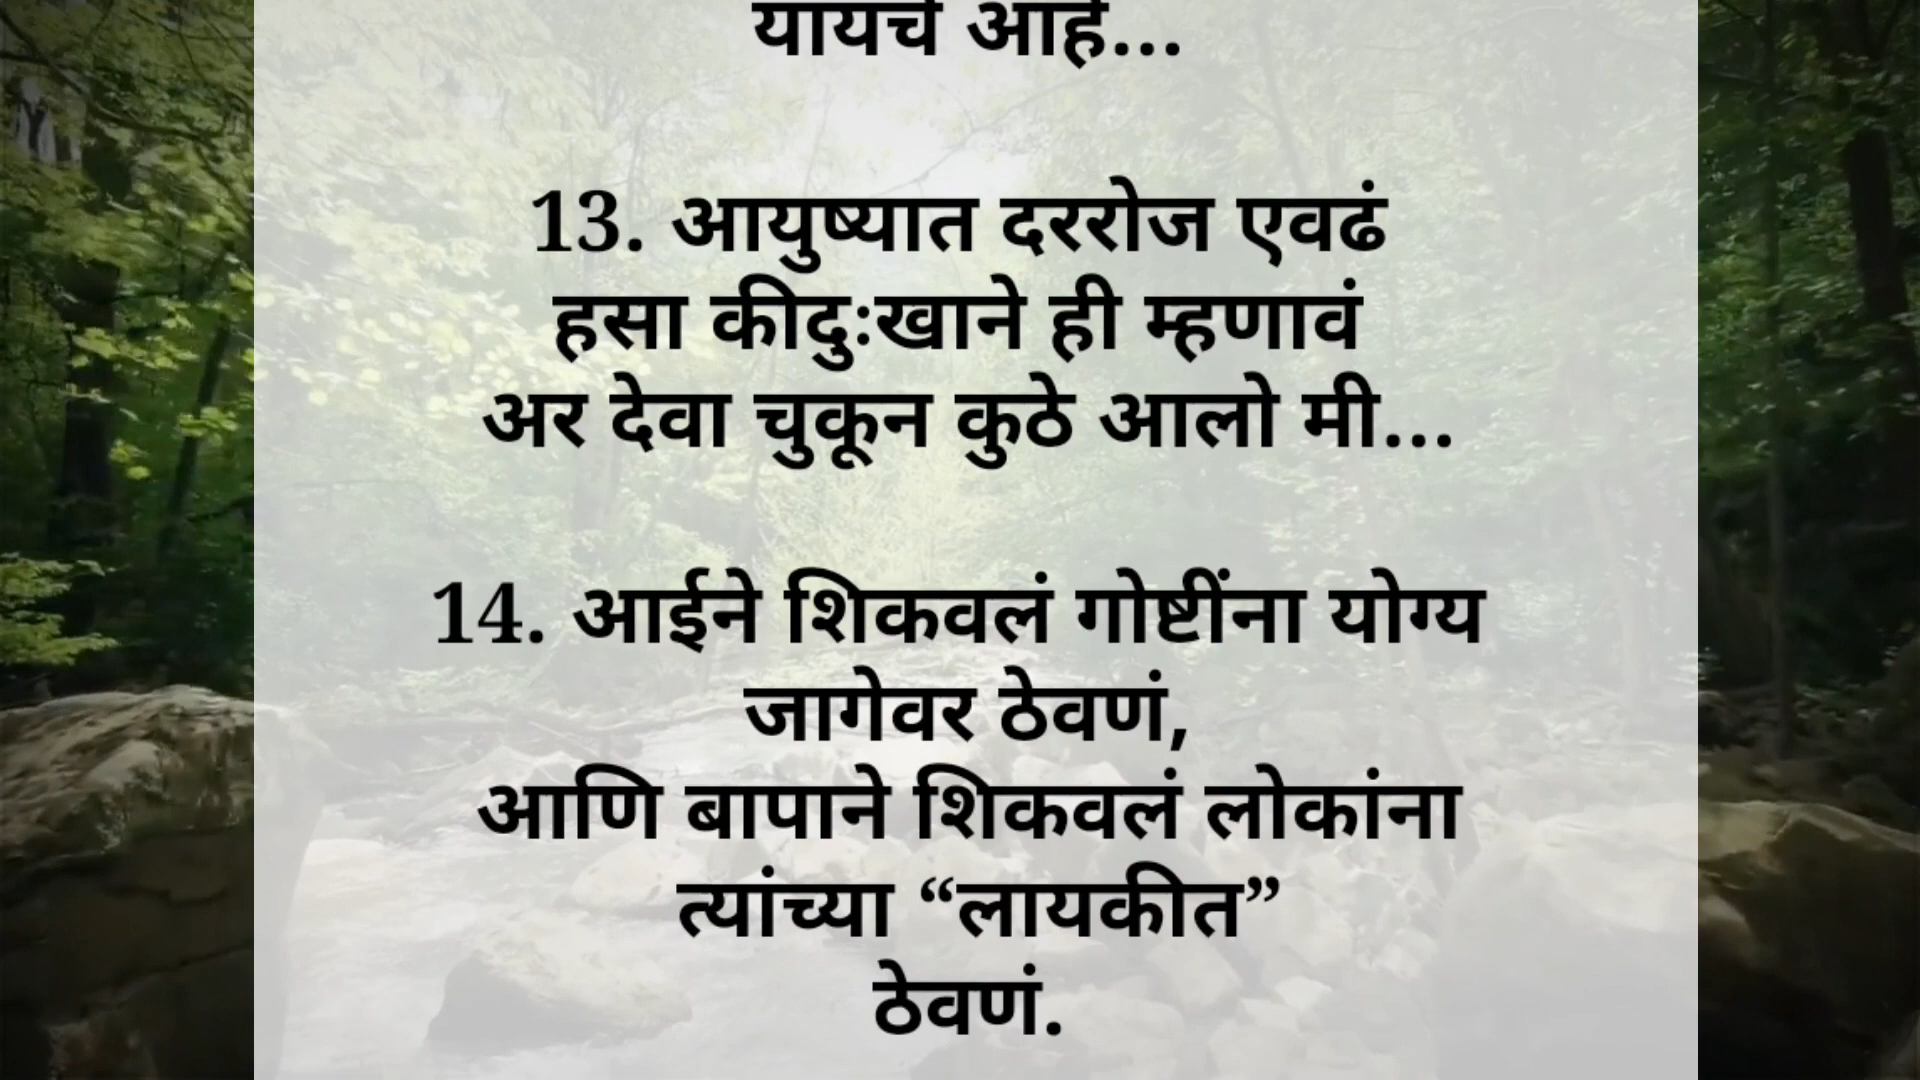 यायचे आहे...
13. आयुष्यात दररोज एवढं
हसा कीदुःखाने ही म्हणावं
अर देवा चुकून कुठे आलो मी...
14. आईने शिकवलं गोष्टींना योग्य
जागेवर ठेवणं,
आणि बापाने शिकवलं लोकांना
त्यांच्या “लायकीत”
ठेवणं.